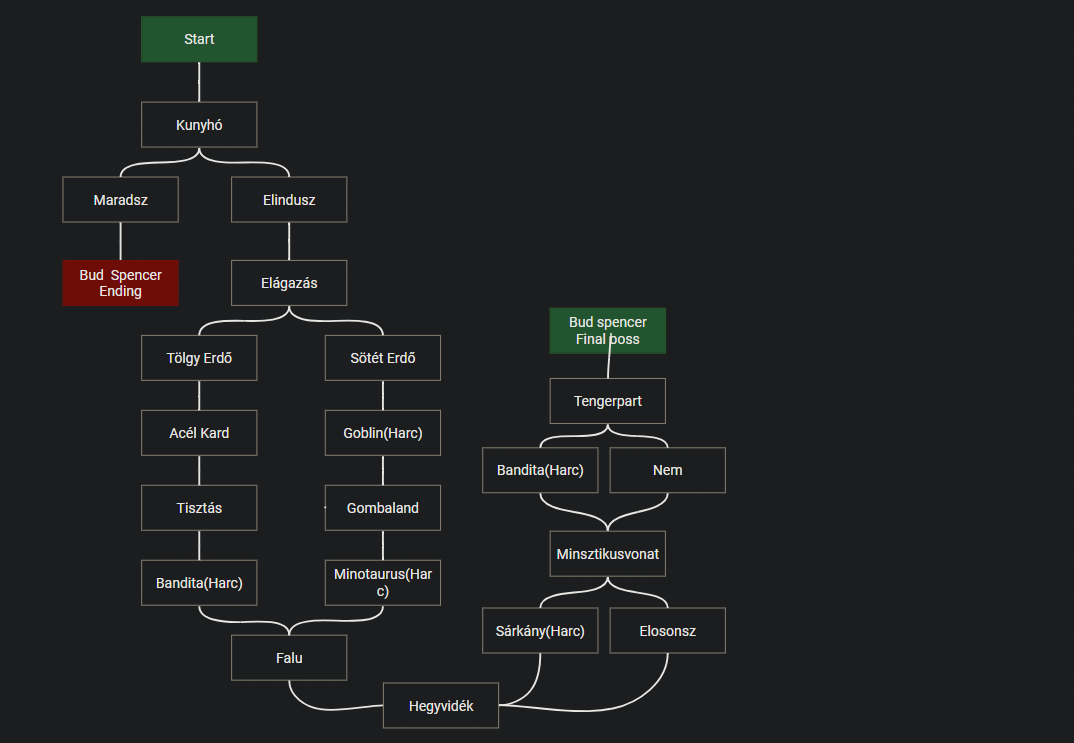 Start
Kunyhó
Maradsz
Elindusz
Bud Spencer
Ending
Elágazás
Tölgy Erdő
Sötét Erdő
Acél Kard
Goblin(Harc)
Tisztás
Gombaland
Bandita(Harc)
Minotaurus(Har
c)
Falu
Hegyvidék
Bud spencer
Final boss
Tengerpart
Bandita(Harc)
Nem
Minsztikusvonat
Sárkány(Harc)
Elosonsz